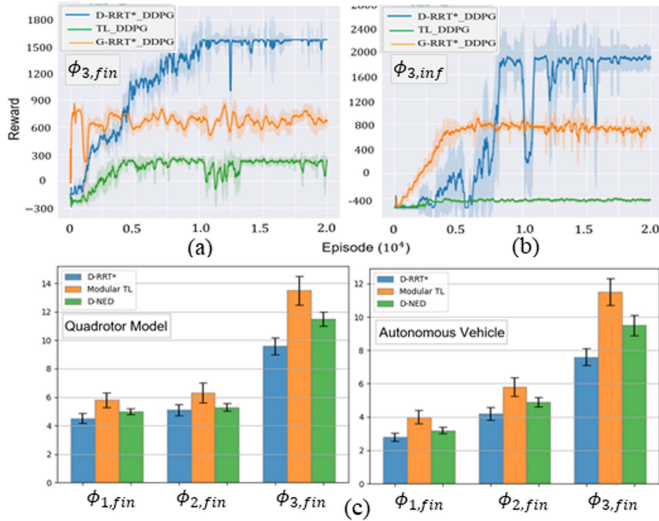 1800
1500
1200
900
600
300
0
−300
Reward
D-RRT*_DDPG
TL_DDPG
G-RRT*_DDPG
ϕ3,fin
0
0.5
1.0
1.5
2.0
(a)
2800
2000
1600
1200
800
400
0
-400
D-RRT*_DDPG
TL_DDPG
G-RRT*_DDPG
ϕ3,inf
0
0.5
1.0
1.5
2.0
(b)
Episode (10⁴)
14
12
10
8
6
4
2
0
D-RRT*
Modular TL
D-NED
Quadrotor Model
ϕ1,fin
ϕ2,fin
ϕ3,fin
12
10
8
6
4
2
0
D-RRT*
Modular TL
D-NED
Autonomous Vehicle
ϕ1,fin
ϕ2,fin
ϕ3,fin
(c)